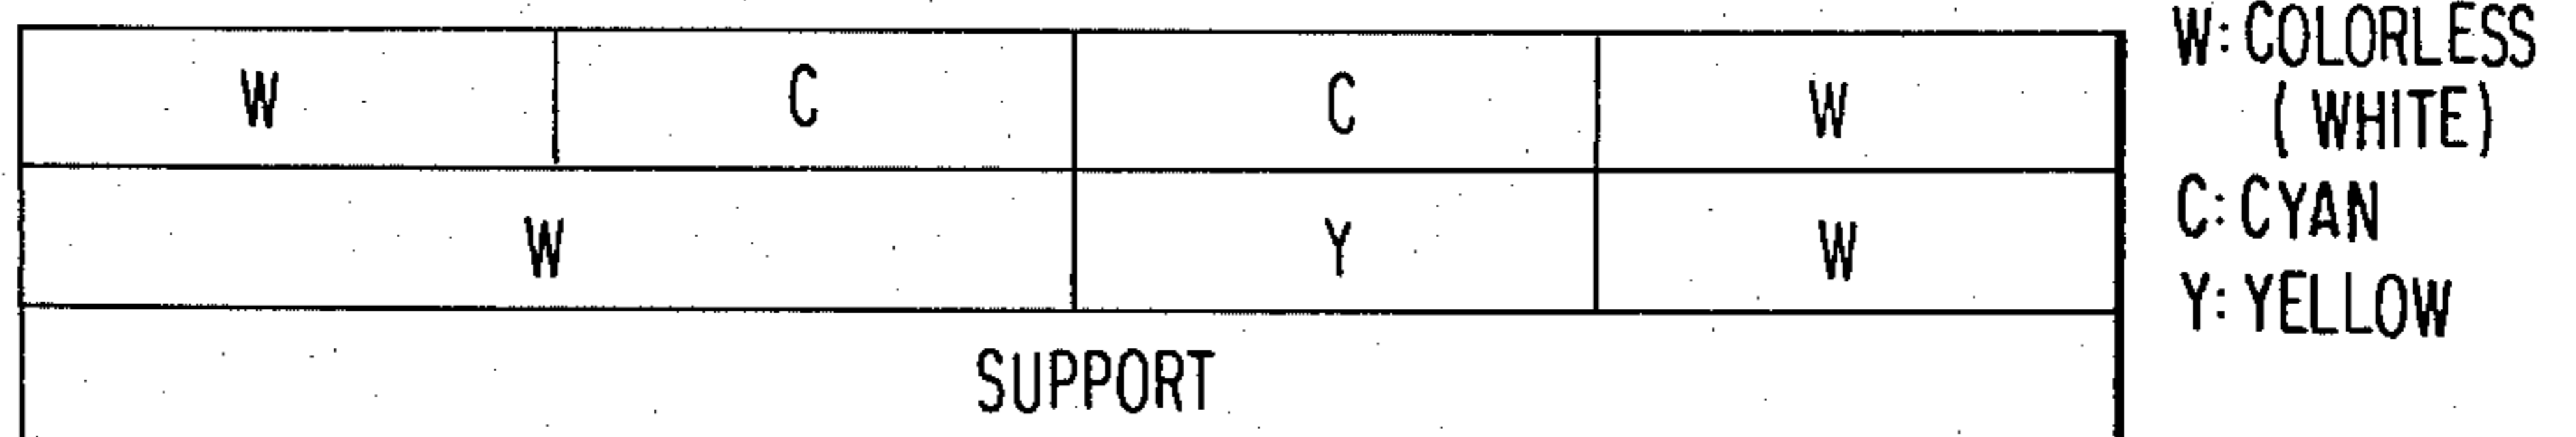 W C C W
W Y W
SUPPORT
W: COLORLESS
( WHITE)
C: CYAN
Y: YELLOW